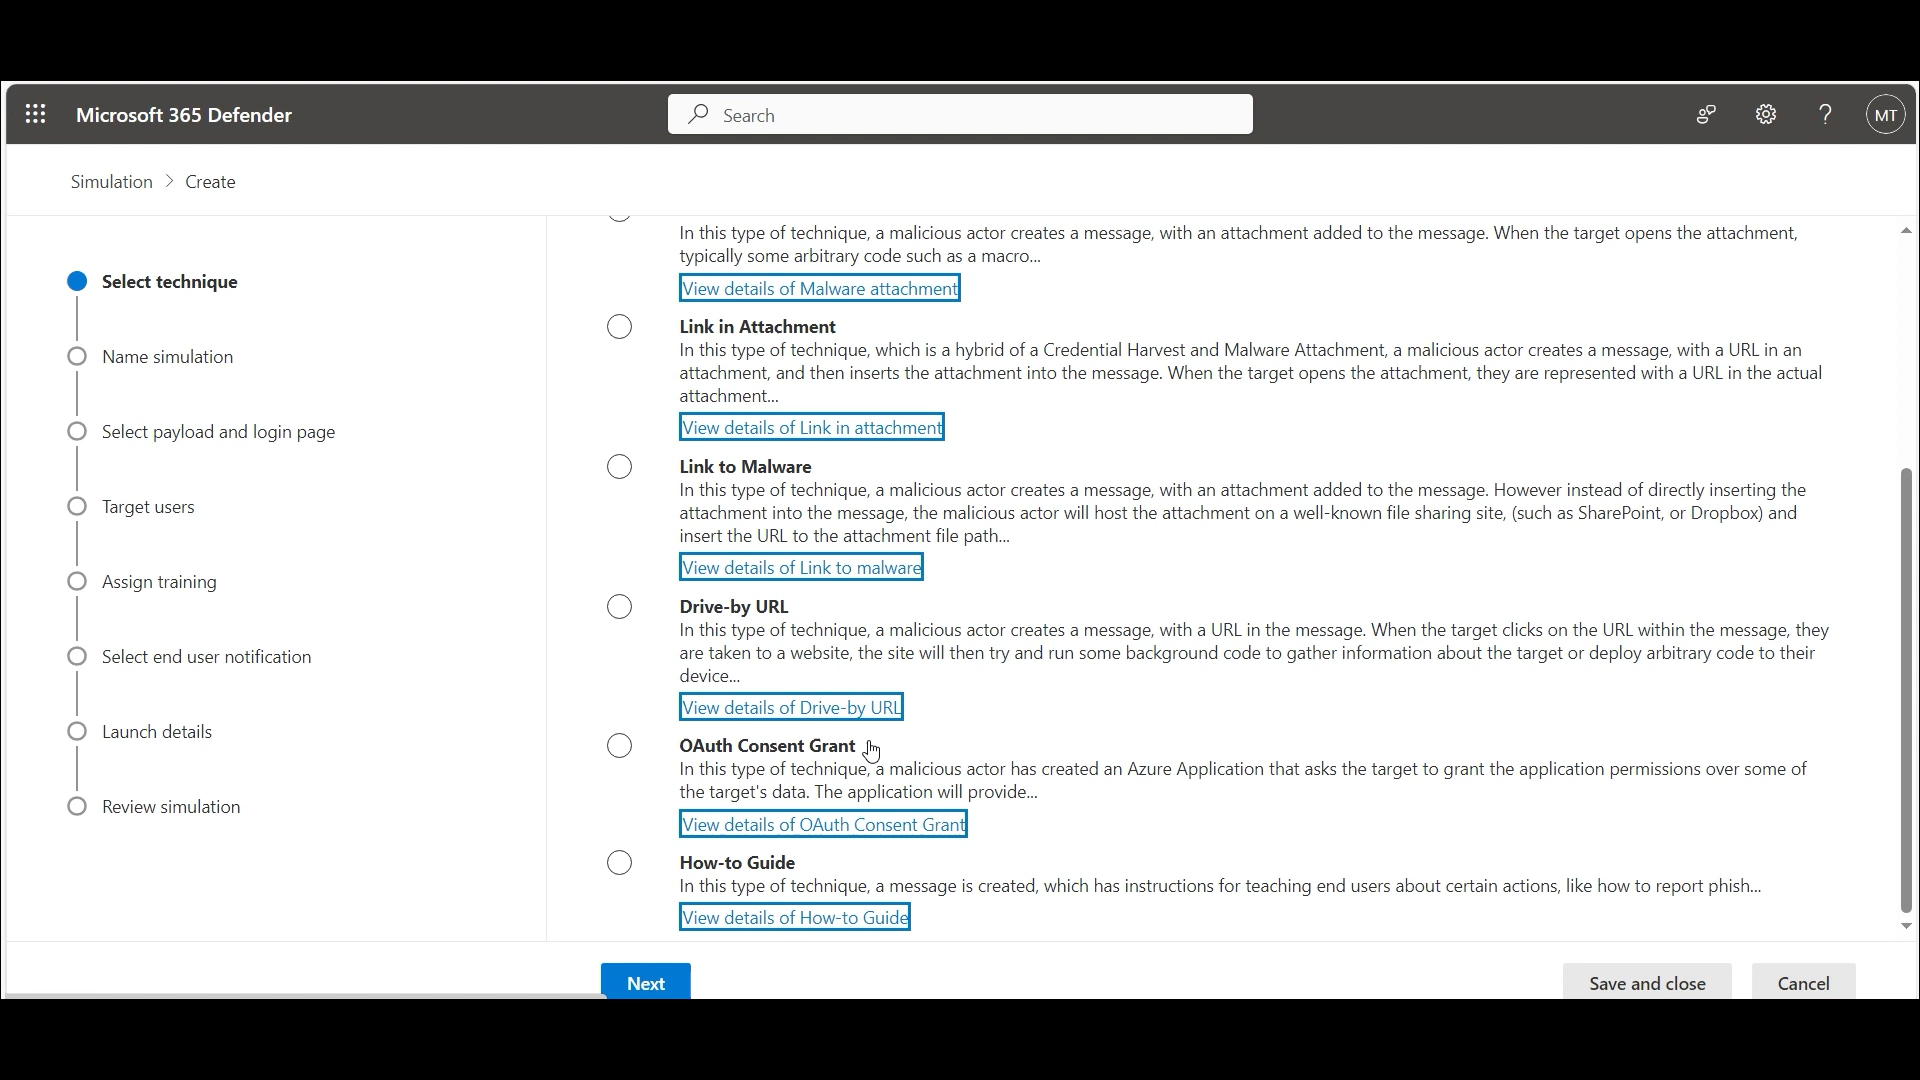 Microsoft 365 Defender
Search
MT
Simulation
Create
Select technique
Name simulation
Select payload and login page
Target users
Assign training
Select end user notification
Launch details
Review simulation
In this type of technique, a malicious actor creates a message, with an attachment added to the message. When the target opens the attachment,
typically some arbitrary code such as a macro...
View details of Malware attachment
Link in Attachment
In this type of technique, which is a hybrid of a Credential Harvest and Malware Attachment, a malicious actor creates a message, with a URL in an
attachment, and then inserts the attachment into the message. When the target opens the attachment, they are represented with a URL in the actual
attachment...
View details of Link in attachment
Link to Malware
In this type of technique, a malicious actor creates a message, with an attachment added to the message. However instead of directly inserting the
attachment into the message, the malicious actor will host the attachment on a well-known file sharing site, (such as SharePoint, or Dropbox) and
insert the URL to the attachment file path...
View details of Link to malware
Drive-by URL
In this type of technique, a malicious actor creates a message, with a URL in the message. When the target clicks on the URL within the message, they
are taken to a website, the site will then try and run some background code to gather information about the target or deploy arbitrary code to their
device...
View details of Drive-by URL
OAuth Consent Grant
In this type of technique, a malicious actor has created an Azure Application that asks the target to grant the application permissions over some of
the target's data. The application will provide...
View details of OAuth Consent Grant
How-to Guide
In this type of technique, a message is created, which has instructions for teaching end users about certain actions, like how to report phish...
View details of How-to Guide
Next
Save and close
Cancel